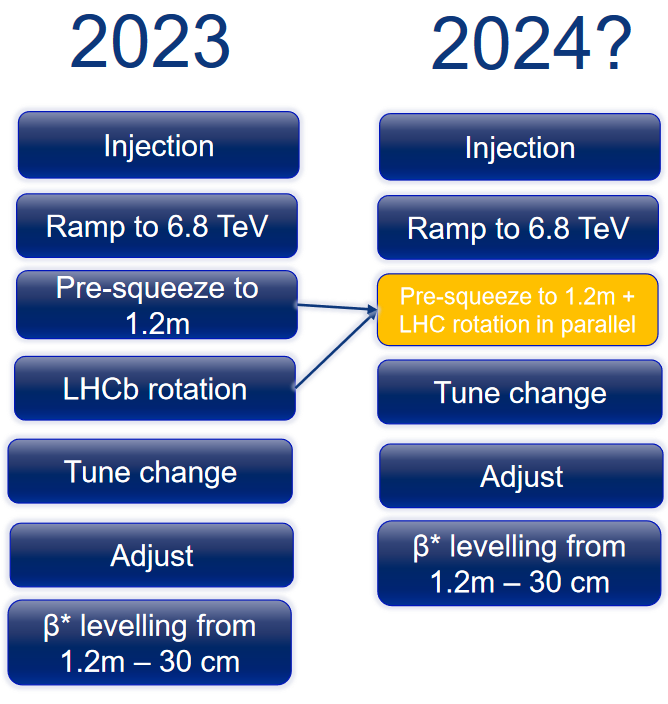 2023
Injection
Ramp to 6.8 TeV
Pre-squeeze to
1.2m
LHCb rotation
Tune change
Adjust
β* levelling from
1.2m – 30 cm
2024?
Injection
Ramp to 6.8 TeV
Pre-squeeze to 1.2m +
LHC rotation in parallel
Tune change
Adjust
β* levelling from
1.2m – 30 cm